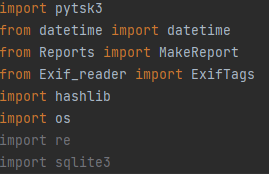 import pytsk3
from datetime import datetime
from Reports import MakeReport
from Exif_reader import ExifTags
import hashlib
import os
import re
import sqlite3